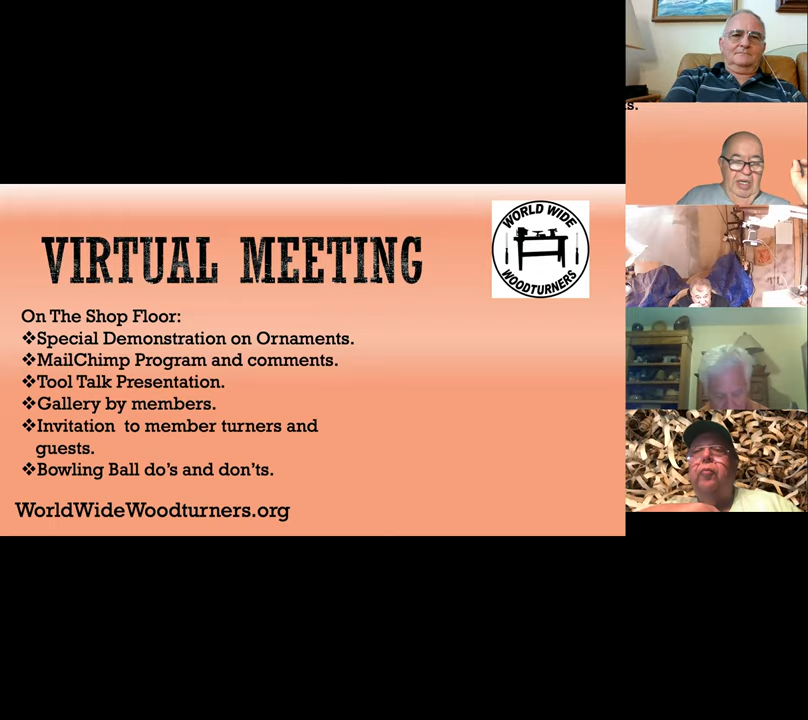 VIRTUAL MEETING
WORLD WIDE
WOODTURNERS
On The Shop Floor:
❖Special Demonstration on Ornaments.
❖MailChimp Program and comments.
❖Tool Talk Presentation.
❖Gallery by members.
❖Invitation to member turners and
guests.
❖Bowling Ball do's and don'ts.
WorldWideWoodturners.org
s.